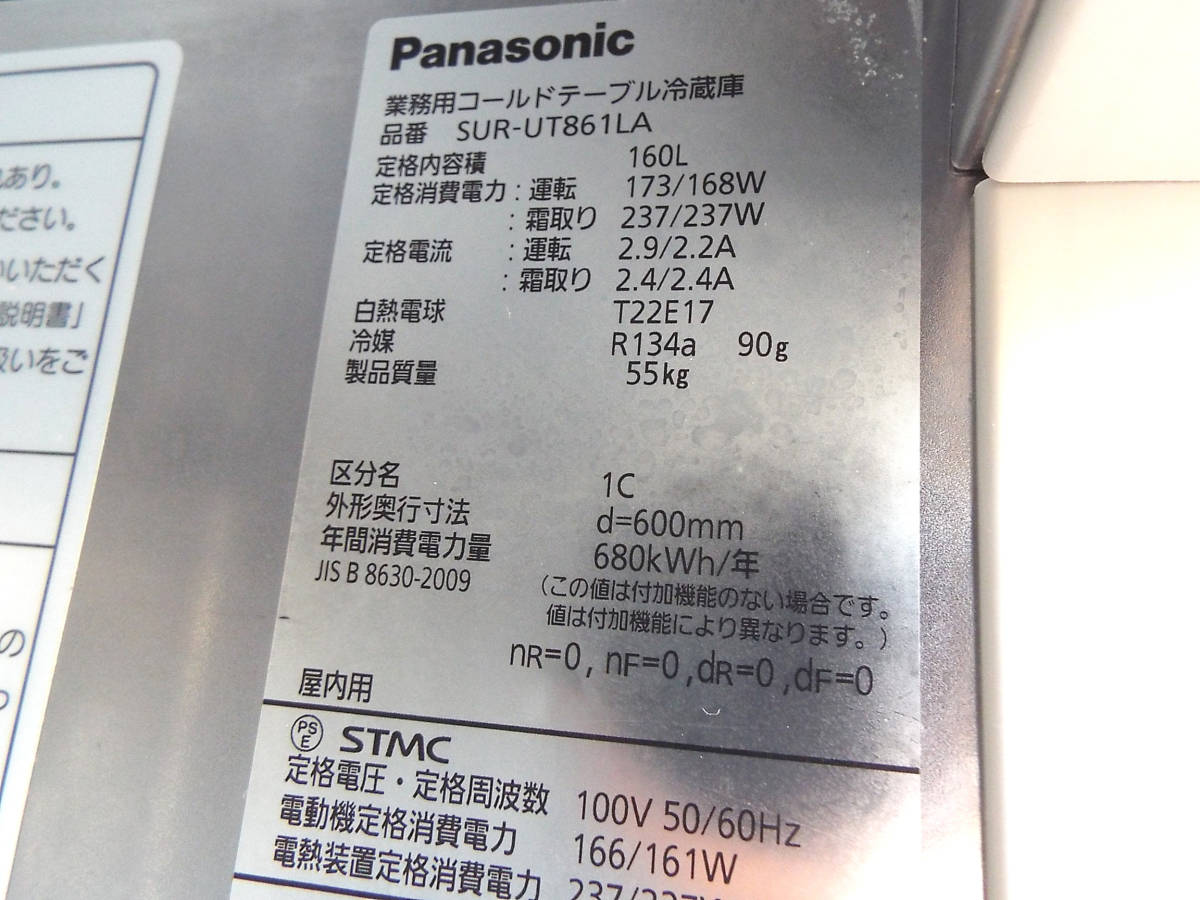 あり。
ださい。
いただく
説明書」
扱いをご
の
Panasonic
業務用コールドテーブル冷蔵庫
品番 SUR-UT861LA
定格内容積 160L
定格消費電力:運転 173/168W
:霜取り 237/237W
定格電流 :運転 2.9/2.2A
:霜取り 2.4/2.4A
白熱電球 T22E17
冷媒 R134a 90g
製品質量 55kg
区分名 1C
外形奥行寸法 d=600mm
年間消費電力量 680kWh/年
JIS B 8630-2009 (この値は付加機能のない場合です。
値は付加機能により異なります。)
nR=0, nF=0, dR=0, dF=0
屋内用
PSE STMC
定格電圧・定格周波数 100V 50/60Hz
電動機定格消費電力 166/161W
電熱装置定格消費電力 237/237W